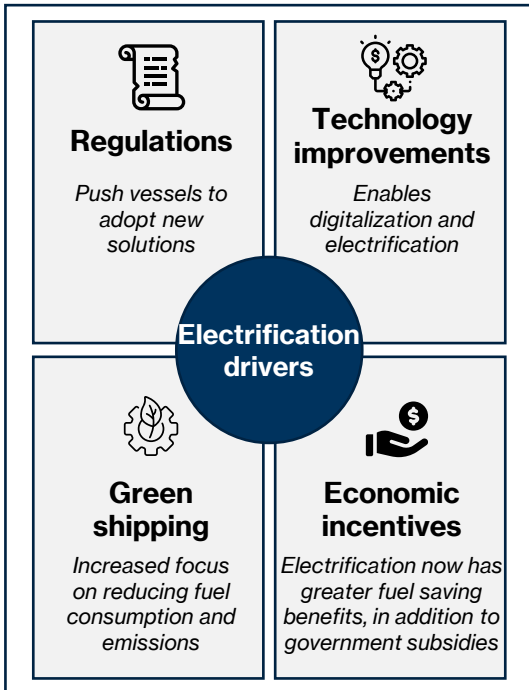 Regulations
Push vessels to
adopt new
solutions
Technology
improvements
Enables
digitalization and
electrification
Electrification
drivers
Green
shipping
Increased focus
on reducing fuel
consumption and
emissions
Economic
incentives
Electrification now has
greater fuel saving
benefits, in addition to
government subsidies